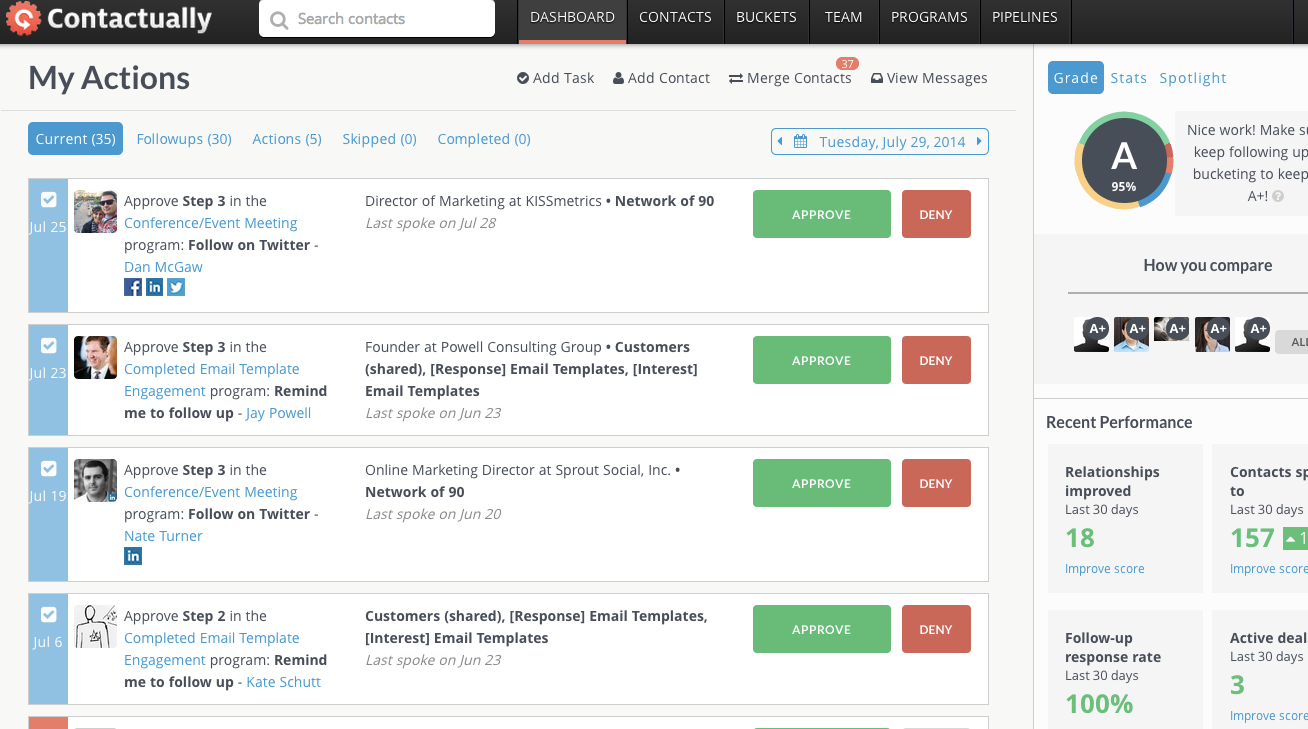 Contactually
Search contacts
DASHBOARD
CONTACTS
BUCKETS
TEAM
PROGRAMS
PIPELINES
My Actions
Add Task
Add Contact
Merge Contacts
37
View Messages
Current (35)
Followups (30)
Actions (5)
Skipped (0)
Completed (0)
Tuesday, July 29, 2014
Jul 25
Approve Step 3 in the
Conference/Event Meeting
program: Follow on Twitter -
Dan McGaw
Director of Marketing at KISSmetrics • Network of 90
Last spoke on Jul 28
APPROVE
DENY
Jul 23
Approve Step 3 in the
Completed Email Template
Engagement program: Remind
me to follow up - Jay Powell
Founder at Powell Consulting Group • Customers
(shared), [Response] Email Templates, [Interest]
Email Templates
Last spoke on Jun 23
APPROVE
DENY
Jul 19
Approve Step 3 in the
Conference/Event Meeting
program: Follow on Twitter -
Nate Turner
Online Marketing Director at Sprout Social, Inc. •
Network of 90
Last spoke on Jun 20
APPROVE
DENY
Jul 6
Approve Step 2 in the
Completed Email Template
Engagement program: Remind
me to follow up - Kate Schutt
Customers (shared), [Response] Email Templates,
[Interest] Email Templates
Last spoke on Jun 23
APPROVE
DENY
Grade
Stats
Spotlight
A
95%
Nice work! Make su
keep following up
bucketing to keep
A+!
How you compare
A+
A+
A+
A+
A+
ALL
Recent Performance
Relationships
improved
Last 30 days
18
Improve score
Contacts sp
to
Last 30 days
157
1
Improve score
Follow-up
response rate
Last 30 days
100%
Active deal
Last 30 days
3
Improve score